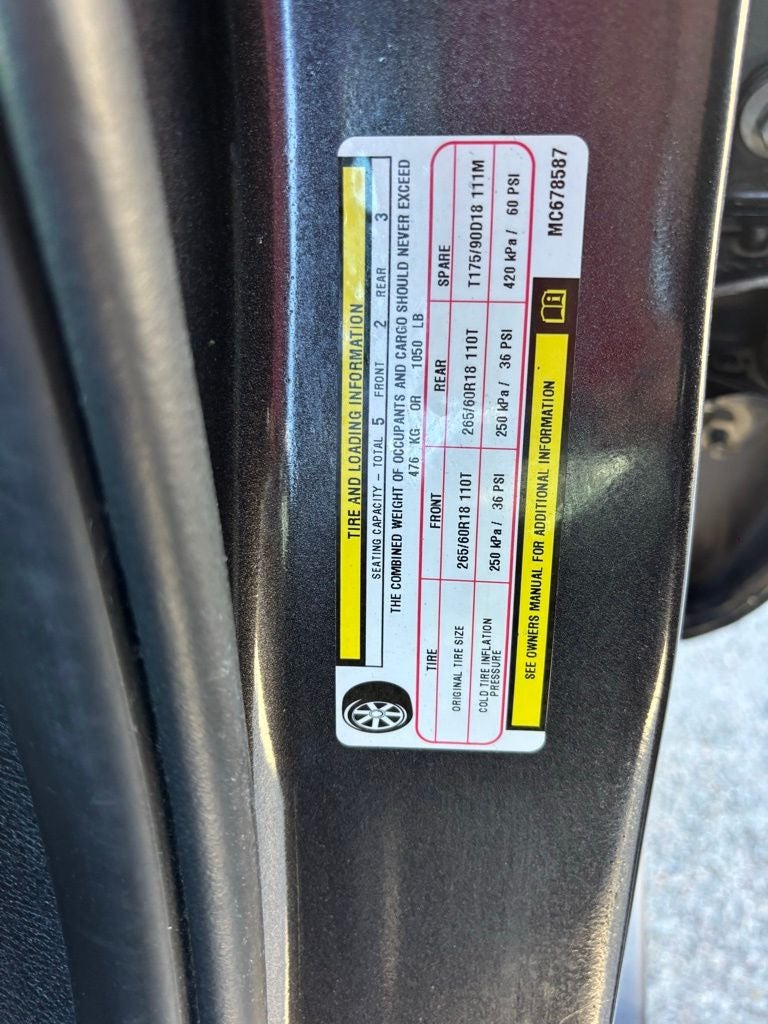 TIRE AND LOADING INFORMATION
SEATING CAPACITY – TOTAL 5 FRONT 2 REAR 3
THE COMBINED WEIGHT OF OCCUPANTS AND CARGO SHOULD NEVER EXCEED
476 KG OR 1050 LB
TIRE FRONT REAR SPARE
ORIGINAL TIRE SIZE 265/60R18 110T 265/60R18 110T T175/90D18 111M
COLD TIRE INFLATION
PRESSURE 250 kPa / 36 PSI 250 kPa / 36 PSI 420 kPa / 60 PSI
SEE OWNERS MANUAL FOR ADDITIONAL INFORMATION
MC678587